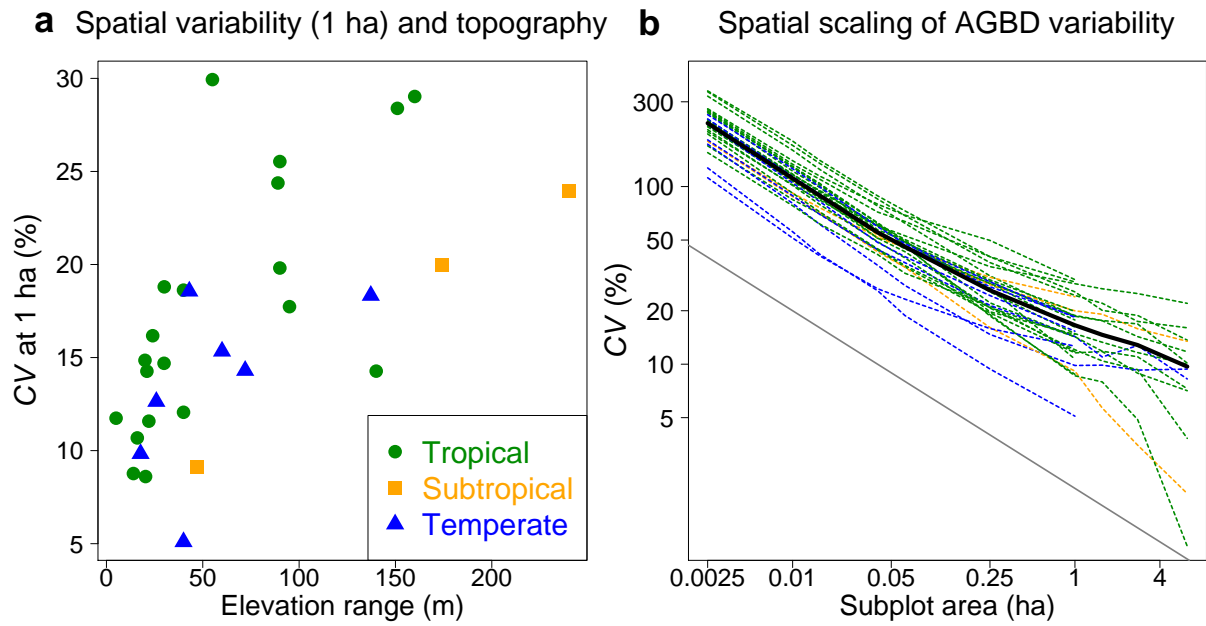 a Spatial variability (1 ha) and topography
CV at 1 ha (%)
30
25
20
15
10
5
0
50
100
150
200
Elevation range (m)
Tropical
Subtropical
Temperate
b Spatial scaling of AGBD variability
CV (%)
300
100
50
20
10
5
0.0025
0.01
0.05
0.25
1
4
Subplot area (ha)